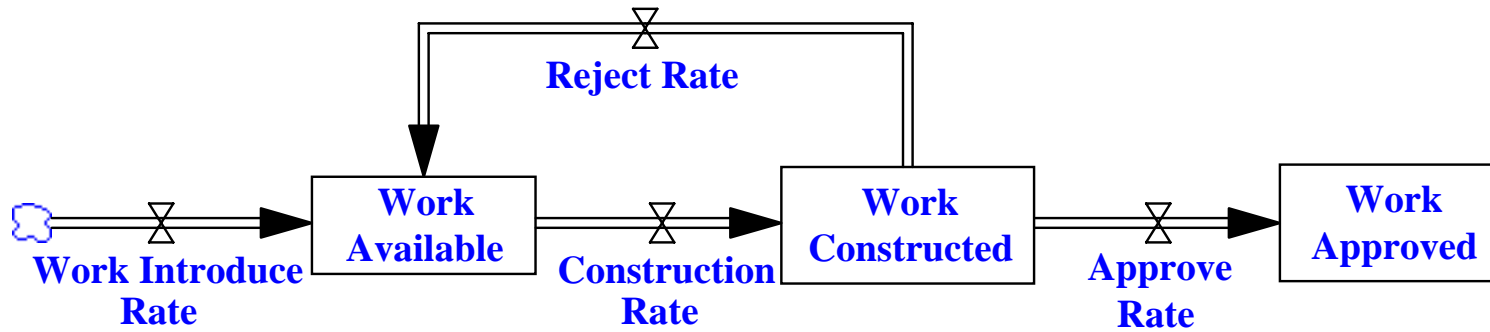 Reject Rate
Work
Available
Work
Constructed
Work
Approved
Work Introduce
Rate
Construction
Rate
Approve
Rate